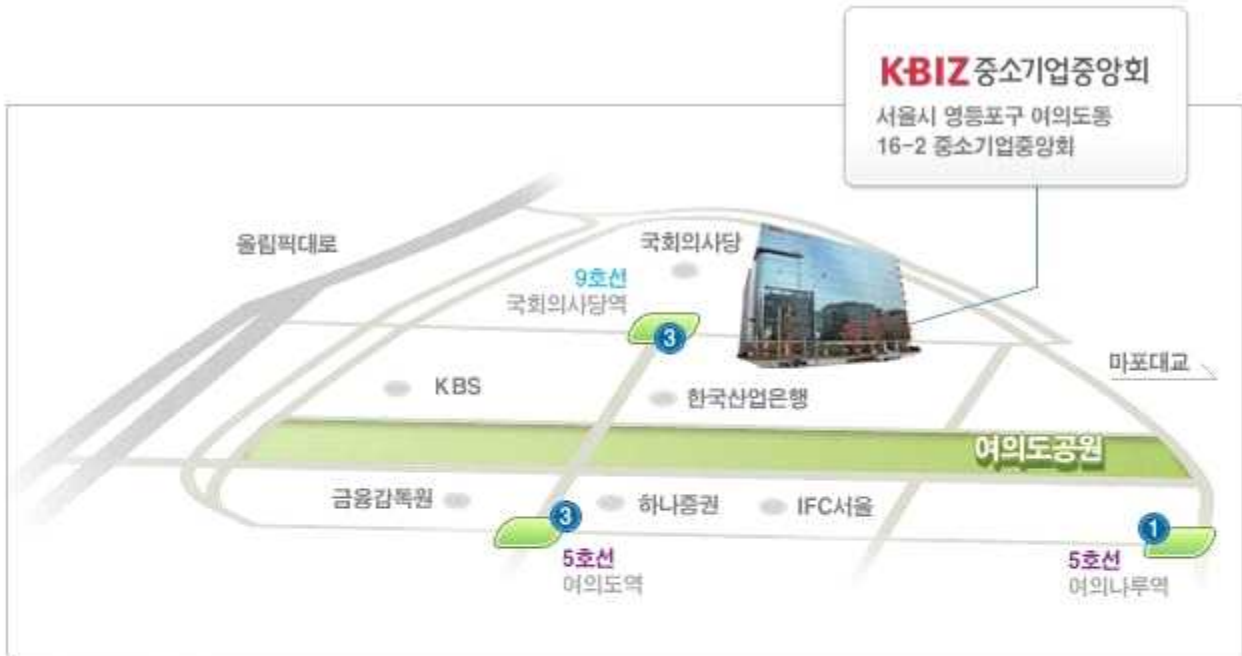 KBIZ 중소기업중앙회
서울시 영등포구 여의도동
16-2 중소기업중앙회
올림픽대로
국회의사당
9호선
국회의사당역
3
마포대교
KBS
한국산업은행
여의도공원
금융감독원
하나증권
IFC서울
3
1
5호선
여의도역
5호선
여의나루역